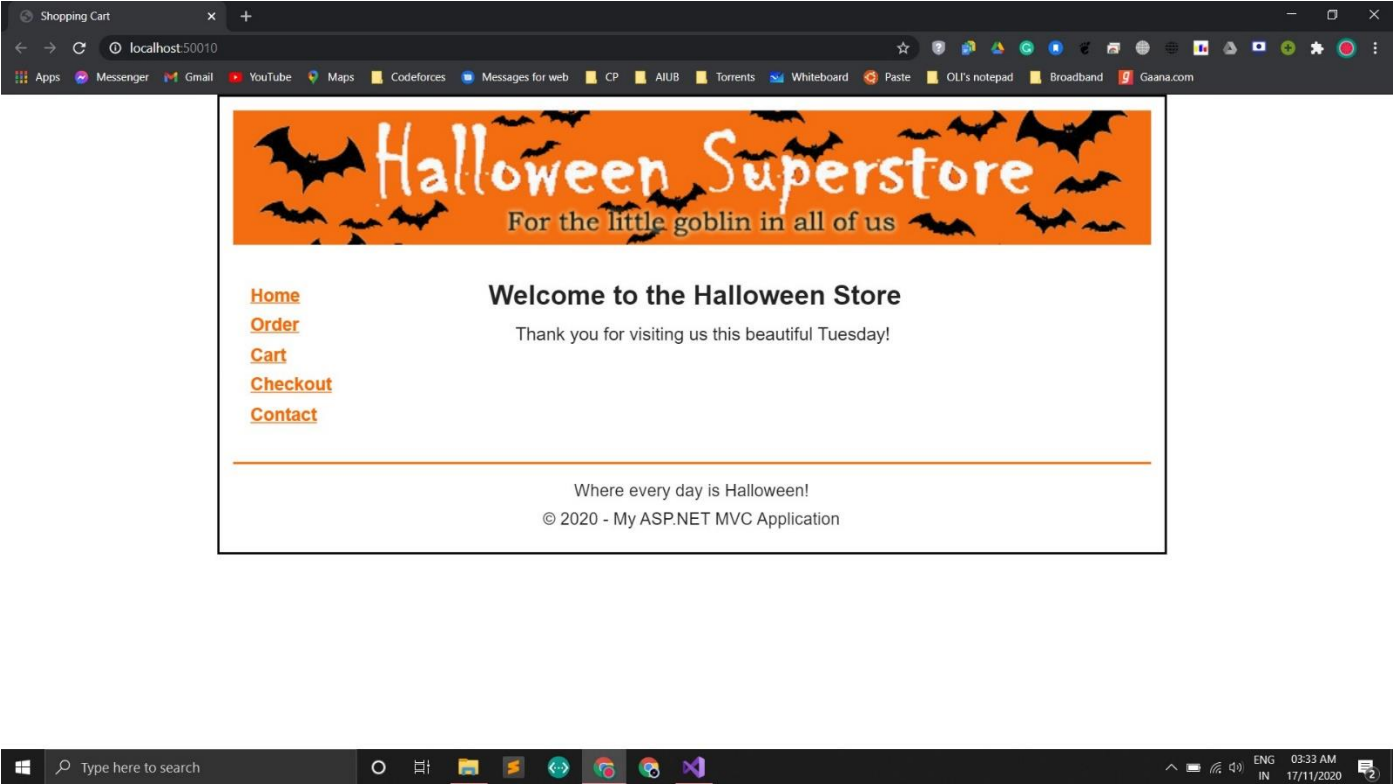 Shopping Cart
localhost:50010
Apps Messenger Gmail YouTube Maps Codeforces Messages for web CP AIUB Torrents Whiteboard Paste OLI's notepad Broadband Gaana.com
Halloween Superstore
For the little goblin in all of us
Home
Order
Cart
Checkout
Contact
Welcome to the Halloween Store
Thank you for visiting us this beautiful Tuesday!
Where every day is Halloween!
© 2020 - My ASP.NET MVC Application
Type here to search
ENG
IN
03:33 AM
17/11/2020
2